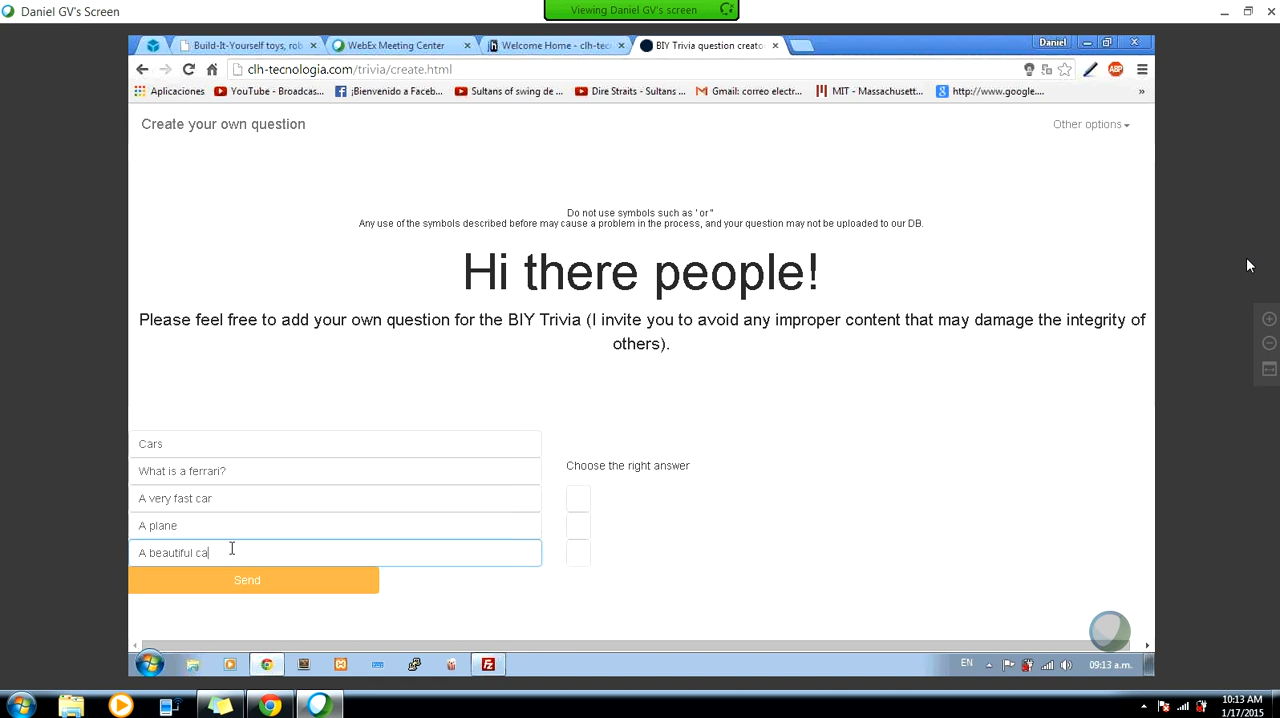 Daniel GV's Screen
Viewing Daniel GV's screen
Build-It-Yourself toys, rob
WebEx Meeting Center
Welcome Home - clh-tec
BIY Trivia question creato
Daniel
clh-tecnologia.com/trivia/create.html
ABP
Aplicaciones
YouTube - Broadcas...
¡Bienvenido a Faceb...
Sultans of swing de ...
Dire Straits - Sultans ...
Gmail: correo electr...
MIT - Massachusett...
http://www.google....
»
Create your own question
Other options
Do not use symbols such as ' or "
Any use of the symbols described before may cause a problem in the process, and your question may not be uploaded to our DB.
Hi there people!
Please feel free to add your own question for the BIY Trivia (I invite you to avoid any improper content that may damage the integrity of
others).
Cars
What is a ferrari?
Choose the right answer
A very fast car
A plane
A beautiful ca
Send
EN
09:13 a.m.
10:13 AM
1/17/2015